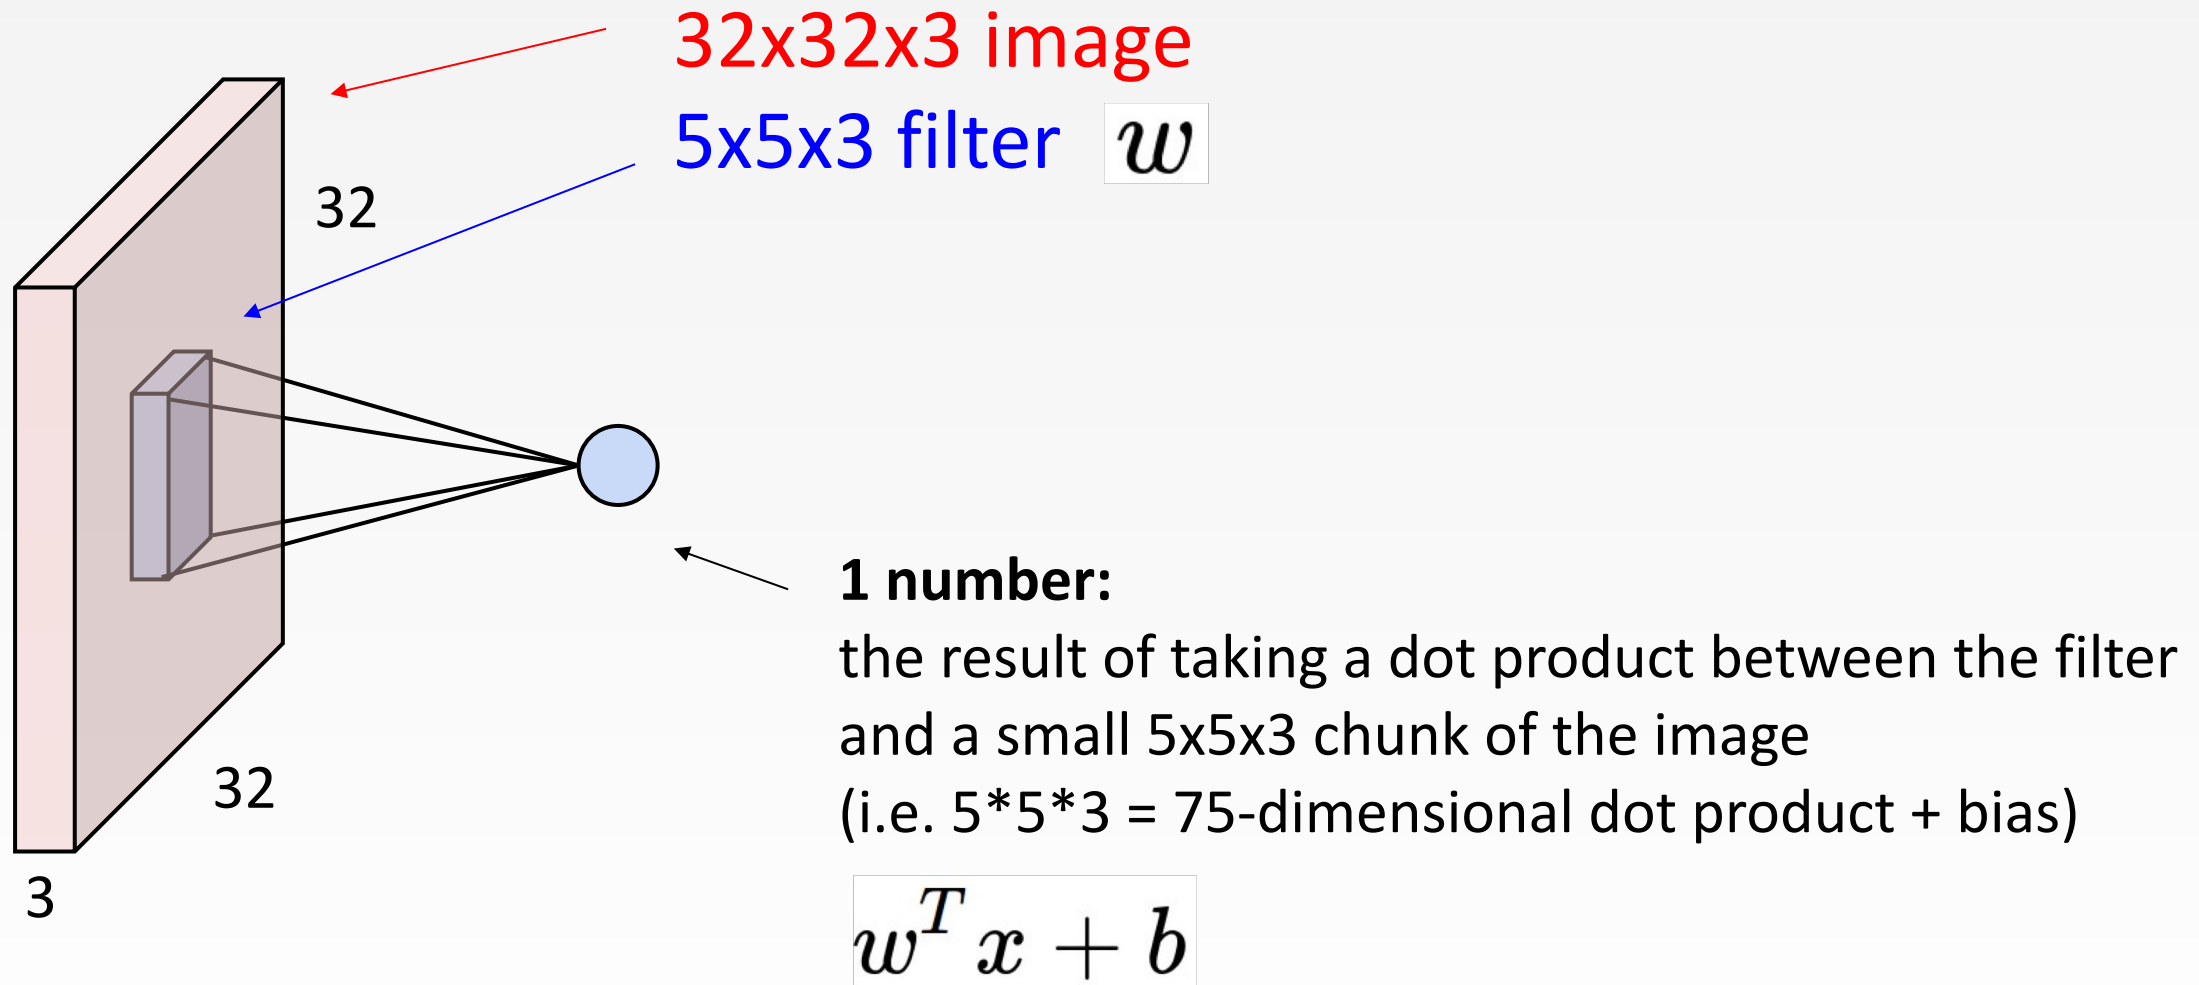 32x32x3 image
5x5x3 filter w
32
32
3
1 number:
the result of taking a dot product between the filter
and a small 5x5x3 chunk of the image
(i.e. 5*5*3 = 75-dimensional dot product + bias)
w^T x + b